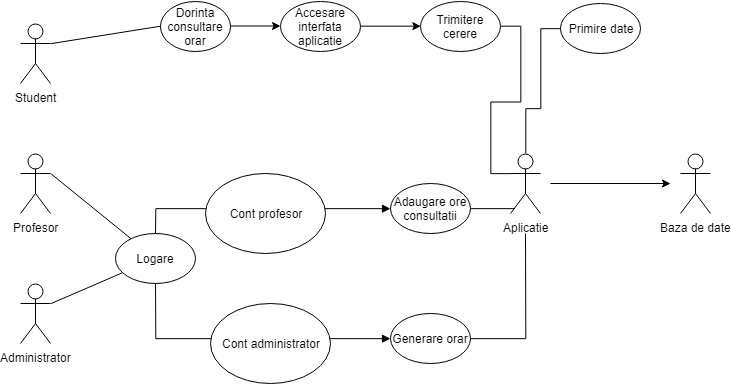 Dorinta
consultare
orar
Accesare
interfata
aplicatie
Trimitere
cerere
Primire date
Student
Profesor
Cont profesor
Adaugare ore
consultatii
Aplicatie
Baza de date
Logare
Administrator
Cont administrator
Generare orar